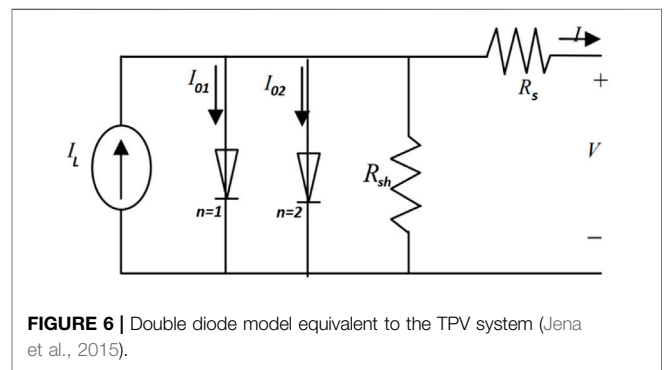 I
I01
I02
Rs
+
IL
Rsh
V
n=1
n=2
–
FIGURE 6 | Double diode model equivalent to the TPV system (Jena
et al., 2015).